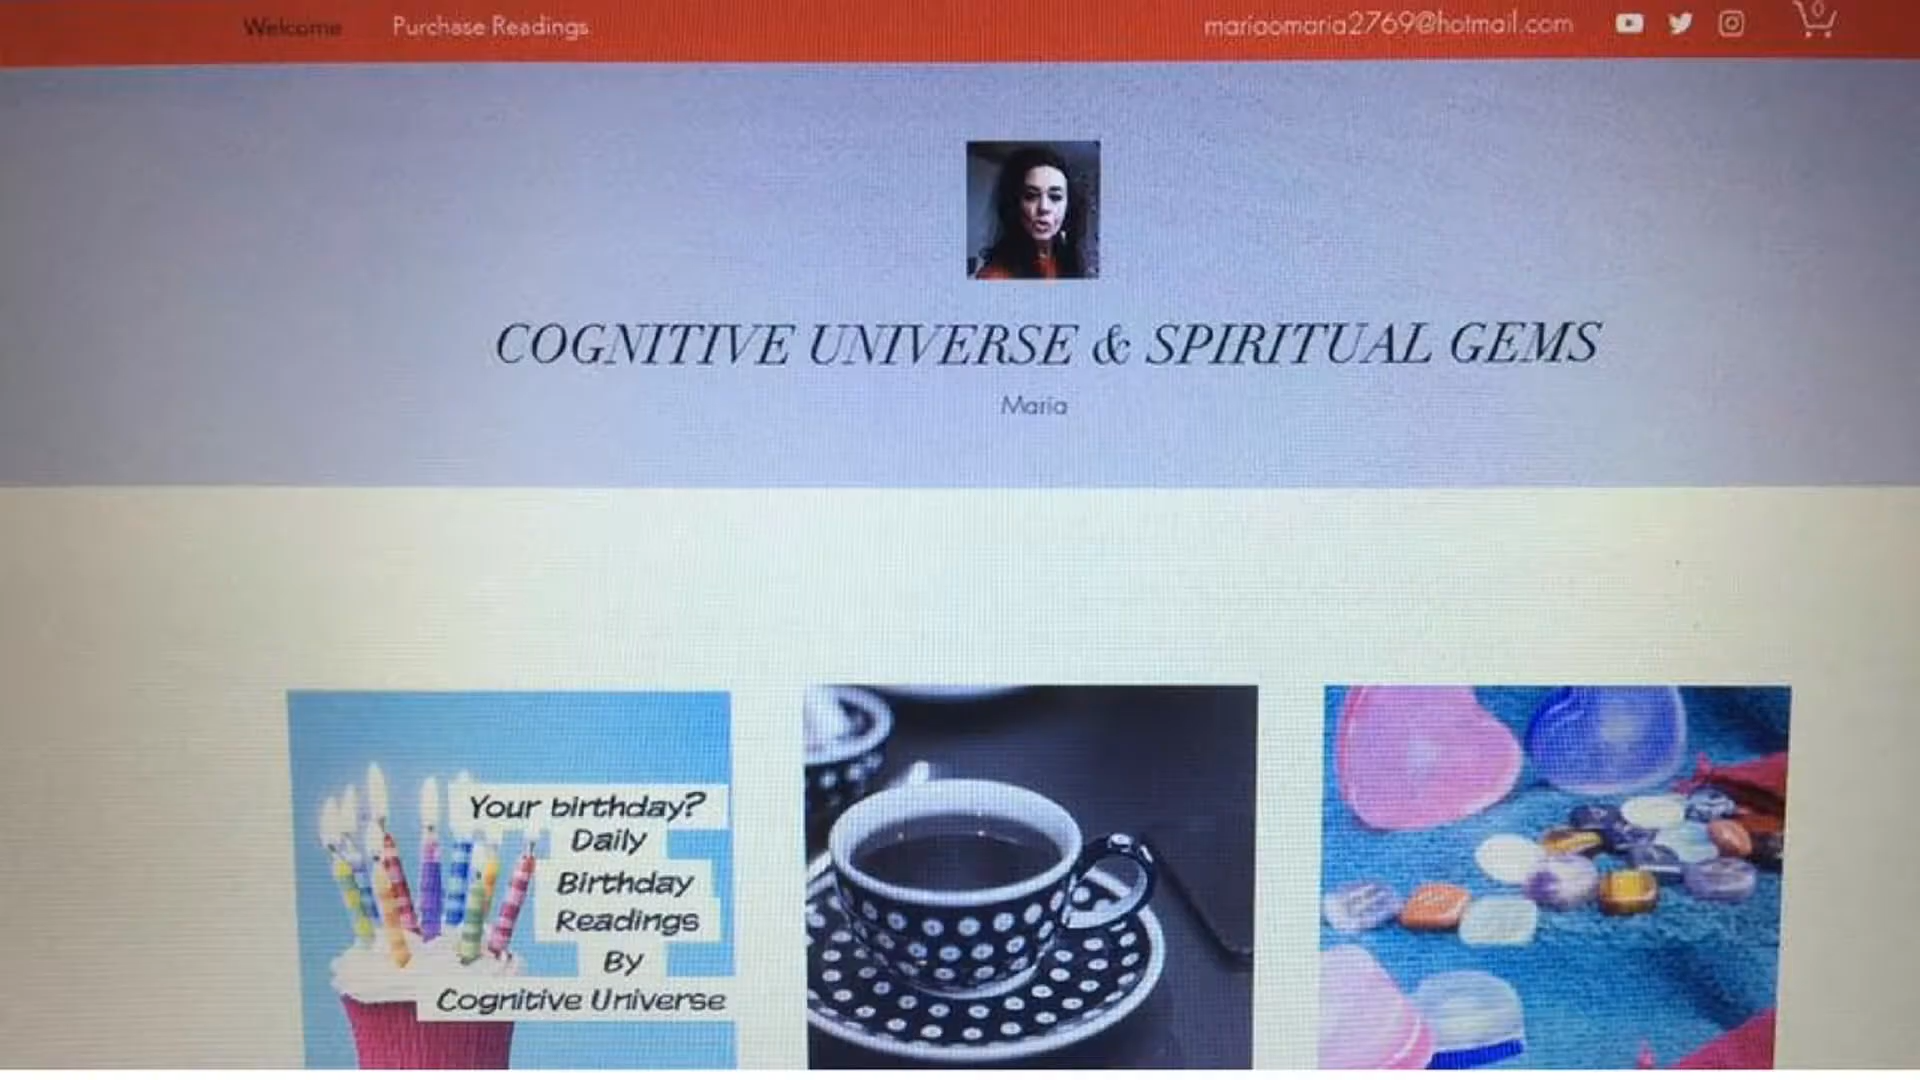 Welcome Purchase Readings mariaomaria2769@hotmail.com 0
COGNITIVE UNIVERSE & SPIRITUAL GEMS
Maria
Your birthday?
Daily
Birthday
Readings
By
Cognitive Universe